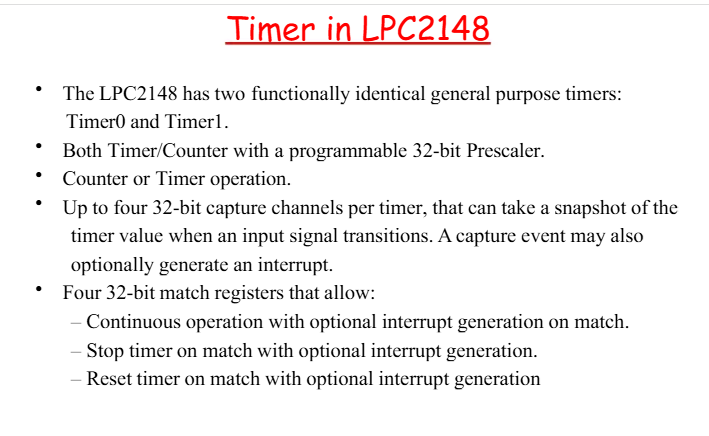 Timer in LPC2148
• The LPC2148 has two functionally identical general purpose timers:
Timer0 and Timer1.
• Both Timer/Counter with a programmable 32-bit Prescaler.
• Counter or Timer operation.
• Up to four 32-bit capture channels per timer, that can take a snapshot of the
timer value when an input signal transitions. A capture event may also
optionally generate an interrupt.
• Four 32-bit match registers that allow:
– Continuous operation with optional interrupt generation on match.
– Stop timer on match with optional interrupt generation.
– Reset timer on match with optional interrupt generation